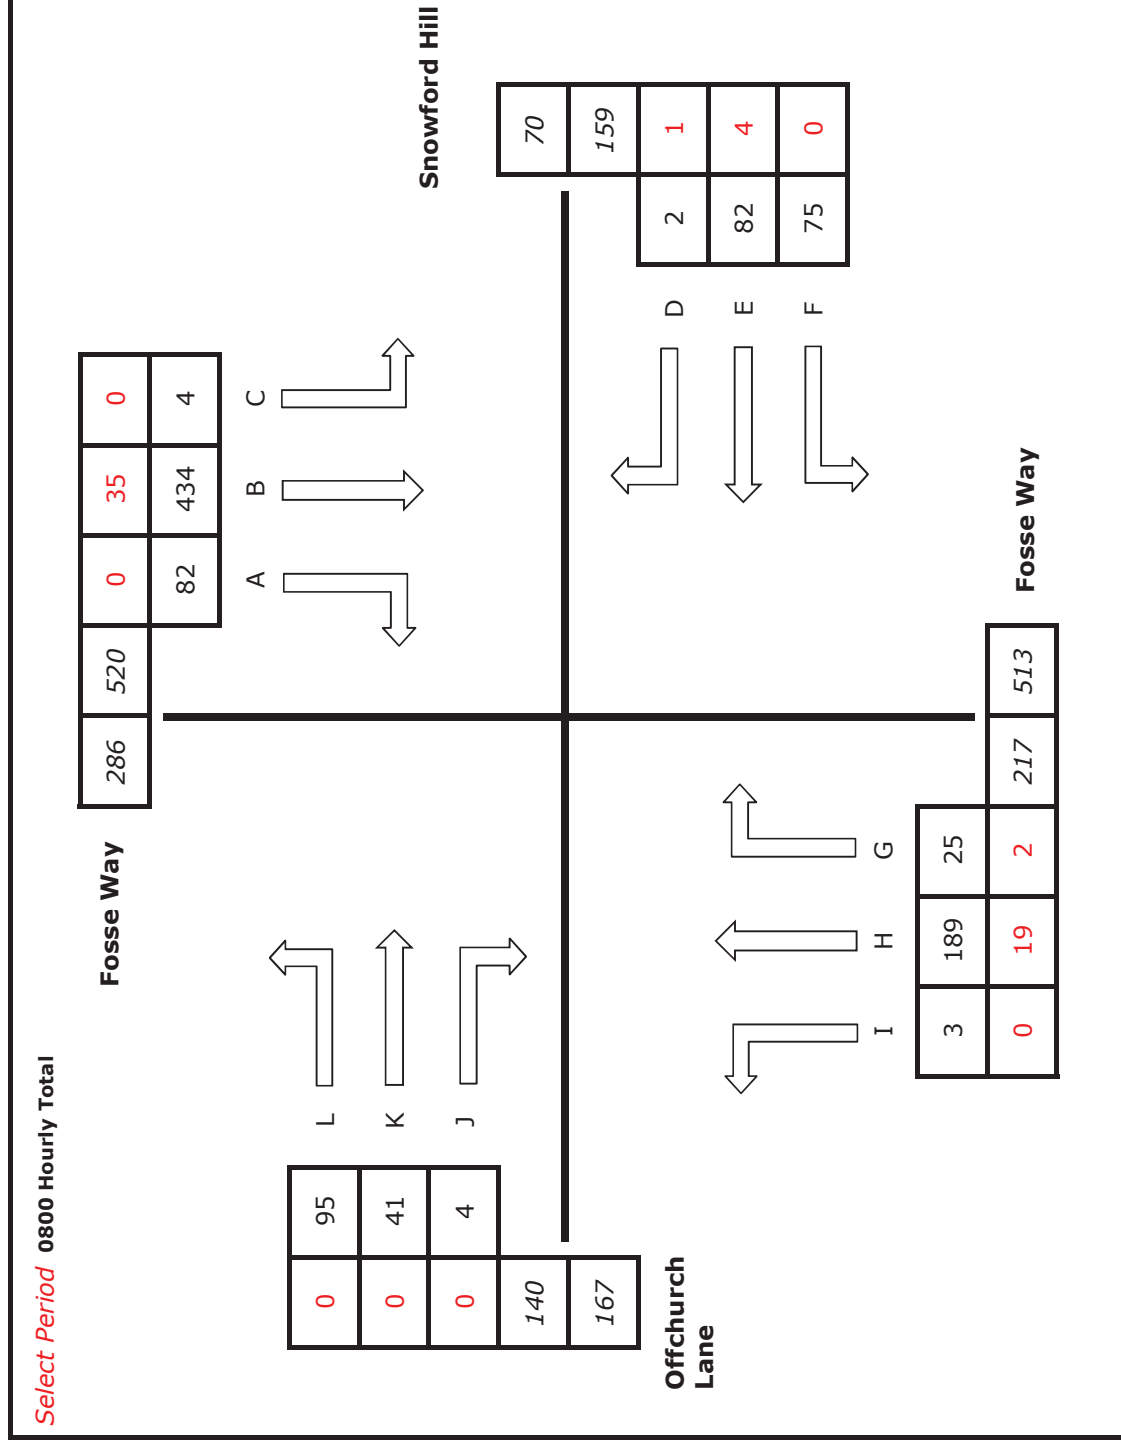 Select Period 0800 Hourly Total
Fosse Way
286 520 0 35 0
82 434 4
A B C
Snowford Hill
70
159
D 2 1
E 82 4
F 75 0
0 95 L
0 41 K
0 4 J
140
167
Offchurch
Lane
I H G
3 189 25
0 19 2 217 513
Fosse Way